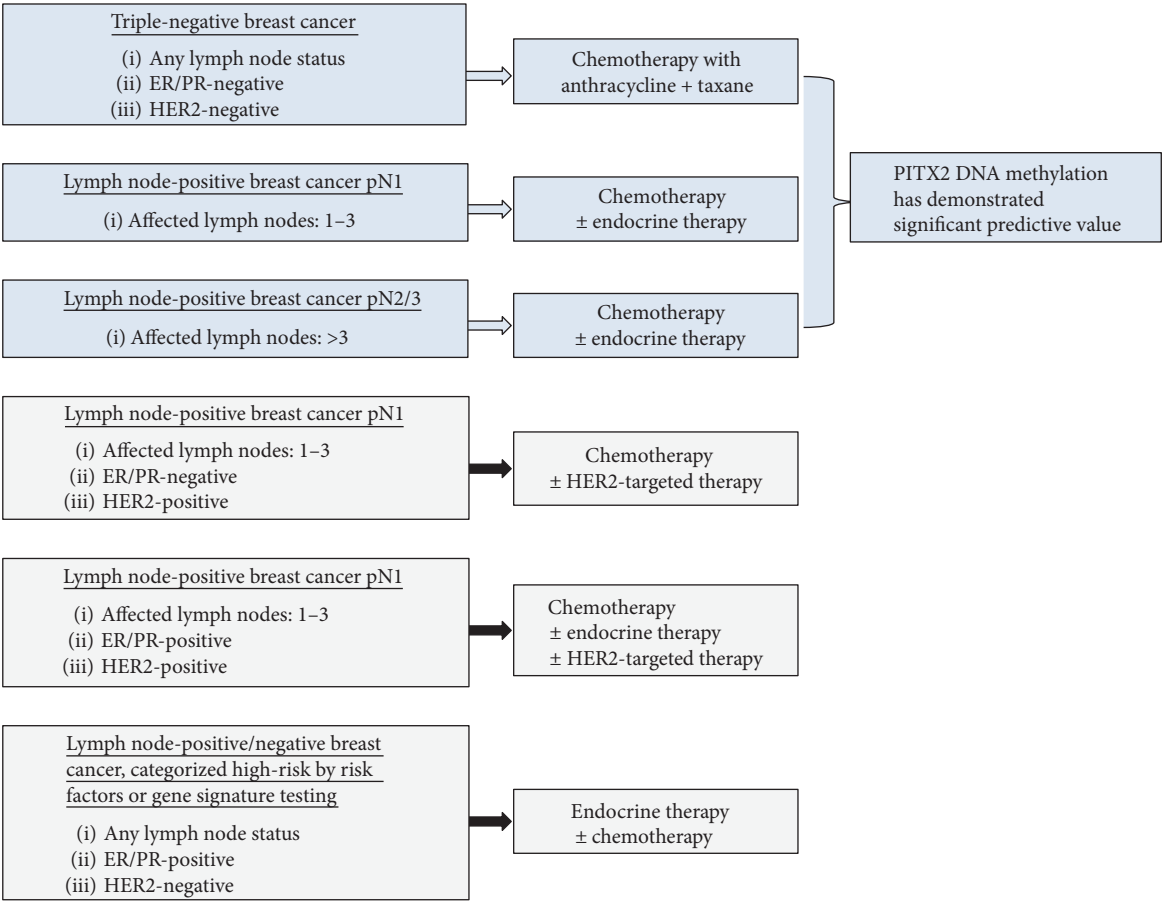 Triple-negative breast cancer
(i) Any lymph node status
(ii) ER/PR-negative
(iii) HER2-negative
Chemotherapy with
anthracycline + taxane
Lymph node-positive breast cancer pN1
(i) Affected lymph nodes: 1–3
Chemotherapy
± endocrine therapy
PITX2 DNA methylation
has demonstrated
significant predictive value
Lymph node-positive breast cancer pN2/3
(i) Affected lymph nodes: >3
Chemotherapy
± endocrine therapy
Lymph node-positive breast cancer pN1
(i) Affected lymph nodes: 1–3
(ii) ER/PR-negative
(iii) HER2-positive
Chemotherapy
± HER2-targeted therapy
Lymph node-positive breast cancer pN1
(i) Affected lymph nodes: 1–3
(ii) ER/PR-positive
(iii) HER2-positive
Chemotherapy
± endocrine therapy
± HER2-targeted therapy
Lymph node-positive/negative breast
cancer, categorized high-risk by risk
factors or gene signature testing
(i) Any lymph node status
(ii) ER/PR-positive
(iii) HER2-negative
Endocrine therapy
± chemotherapy